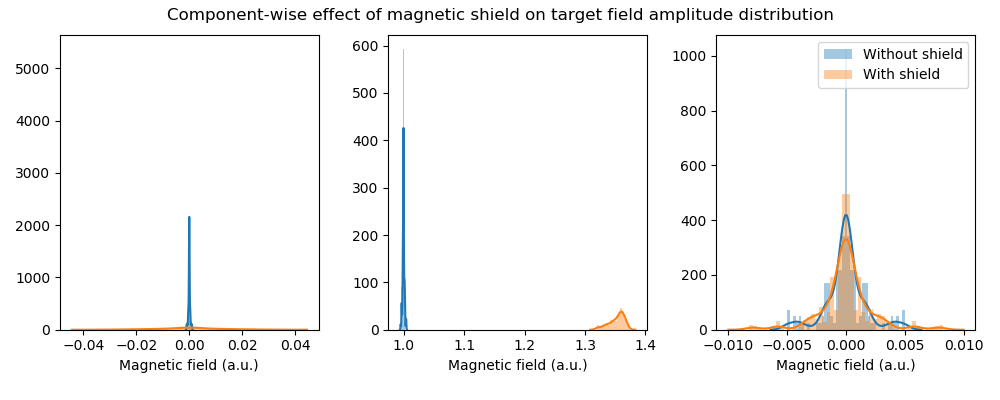 Component-wise effect of magnetic shield on target field amplitude distribution
5000
4000
3000
2000
1000
0
−0.04 −0.02 0.00 0.02 0.04
Magnetic field (a.u.)
600
500
400
300
200
100
0
1.0 1.1 1.2 1.3 1.4
Magnetic field (a.u.)
Without shield
With shield
1000
800
600
400
200
0
−0.010 −0.005 0.000 0.005 0.010
Magnetic field (a.u.)